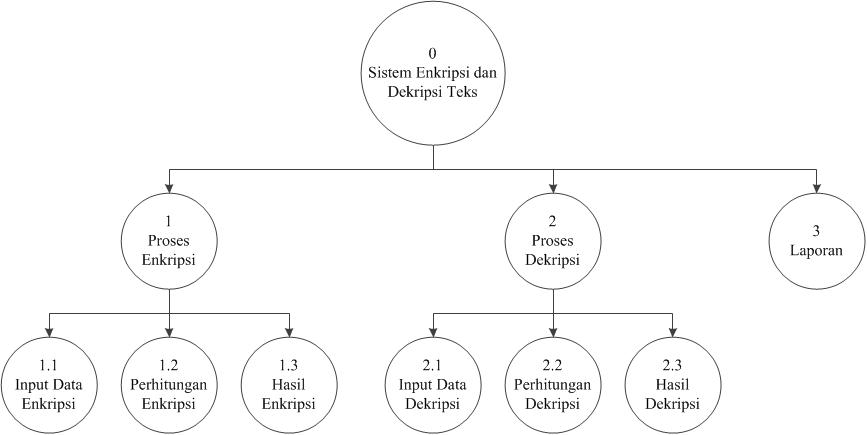 0
Sistem Enkripsi dan
Dekripsi Teks
1
Proses
Enkripsi
2
Proses
Dekripsi
3
Laporan
1.1
Input Data
Enkripsi
1.2
Perhitungan
Enkripsi
1.3
Hasil
Enkripsi
2.1
Input Data
Dekripsi
2.2
Perhitungan
Dekripsi
2.3
Hasil
Dekripsi